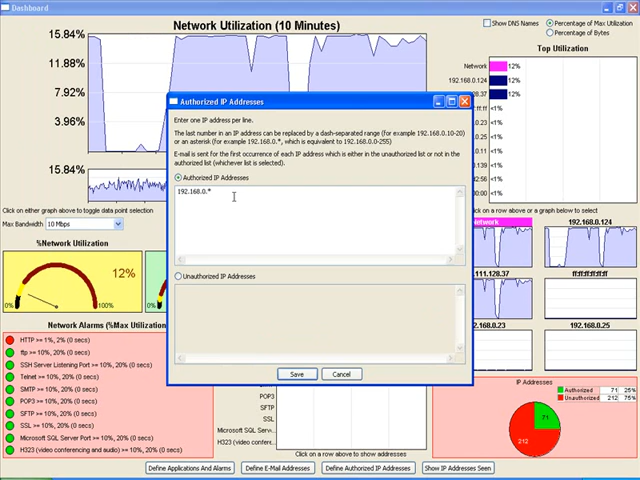 Dashboard
Network Utilization (10 Minutes)
Show DNS Names
Percentage of Max Utilization
Percentage of Bytes
15.84%
11.88%
7.92%
3.96%
15.84%
Top Utilization
Network 12%
192.168.0.124 12%
192.168.0.128 12%
<1%
<1%
<1%
<1%
<1%
<1%
<1%
Authorized IP Addresses
Enter one IP address per line.
The last number in an IP address can be replaced by a dash-separated range (for example 192.168.0.10-20)
or an asterisk (for example 192.168.0.*, which is equivalent to 192.168.0.0-255)
E-mail is sent for the first occurrence of each IP address which is either in the unauthorized list or not in the
authorized list (whichever list is selected).
Authorized IP Addresses
192.168.0.*
Unauthorized IP Addresses
Save
Cancel
Click on either graph above to toggle data point selection
Max Bandwidth 10 Mbps
%Network Utilization
12%
0%
100%
0%
Click on a row above or a graph below to select
Network
192.168.0.124
111.128.37
ff:ff:ff:ff:ff:ff
192.168.0.23
192.168.0.25
Network Alarms (%Max Utilization
HTTP >= 1%, 2% (0 secs)
ftp >= 10%, 20% (0 secs)
SSH Server Listening Port >= 10%, 20% (0 secs)
Telnet >= 10%, 20% (0 secs)
SMTP >= 10%, 20% (0 secs)
POP3 >= 10%, 20% (0 secs)
SFTP >= 10%, 20% (0 secs)
SSL >= 10%, 20% (0 secs)
Microsoft SQL Server Port >= 10%, 20% (0 secs)
H323 (video conferencing and audio) >= 10%, 20% (0 secs)
POP3
SFTP
SSL
Microsoft SQL Serv...
H323 (video confere...
Click on a row above to show addresses
IP Addresses
Authorized 71 25%
Unauthorized 212 75%
71
212
Define Applications And Alarms
Define E-Mail Addresses
Define Authorized IP Addresses
Show IP Addresses Seen